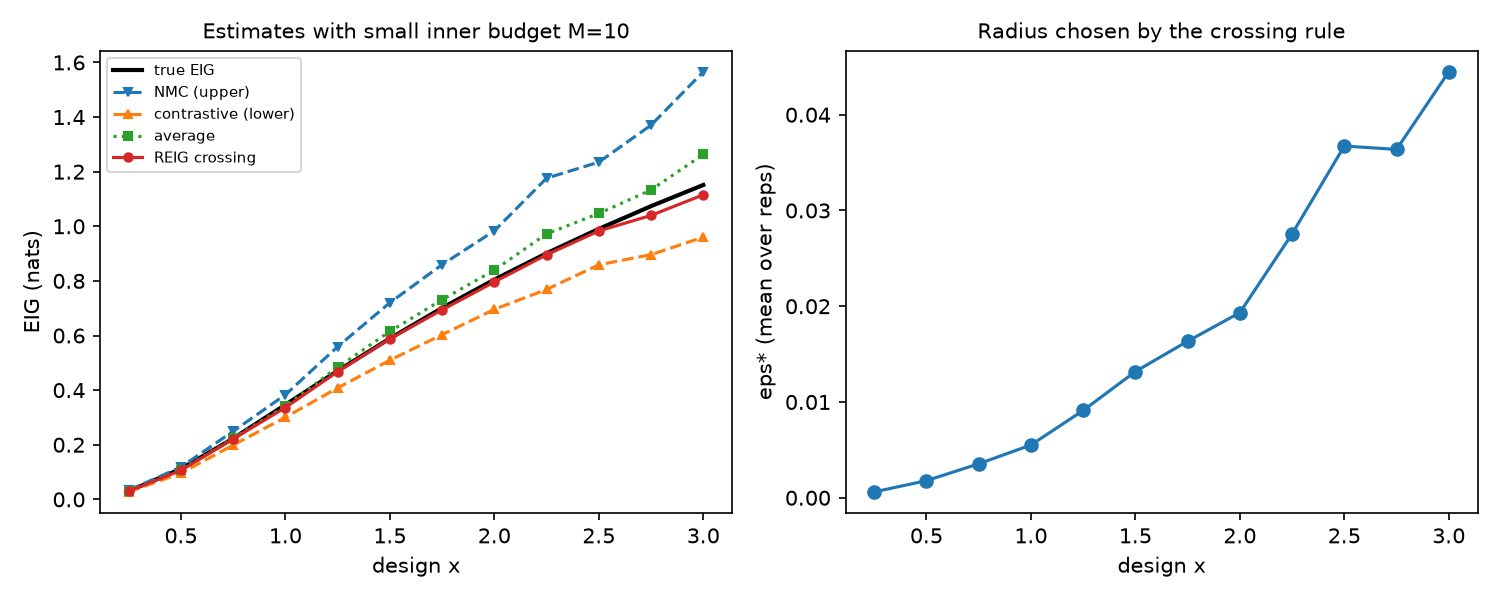 Estimates with small inner budget M=10
true EIG
NMC (upper)
contrastive (lower)
average
REIG crossing
EIG (nats)
1.6
1.4
1.2
1.0
0.8
0.6
0.4
0.2
0.0
0.5 1.0 1.5 2.0 2.5 3.0
design x
Radius chosen by the crossing rule
eps* (mean over reps)
0.04
0.03
0.02
0.01
0.00
0.5 1.0 1.5 2.0 2.5 3.0
design x